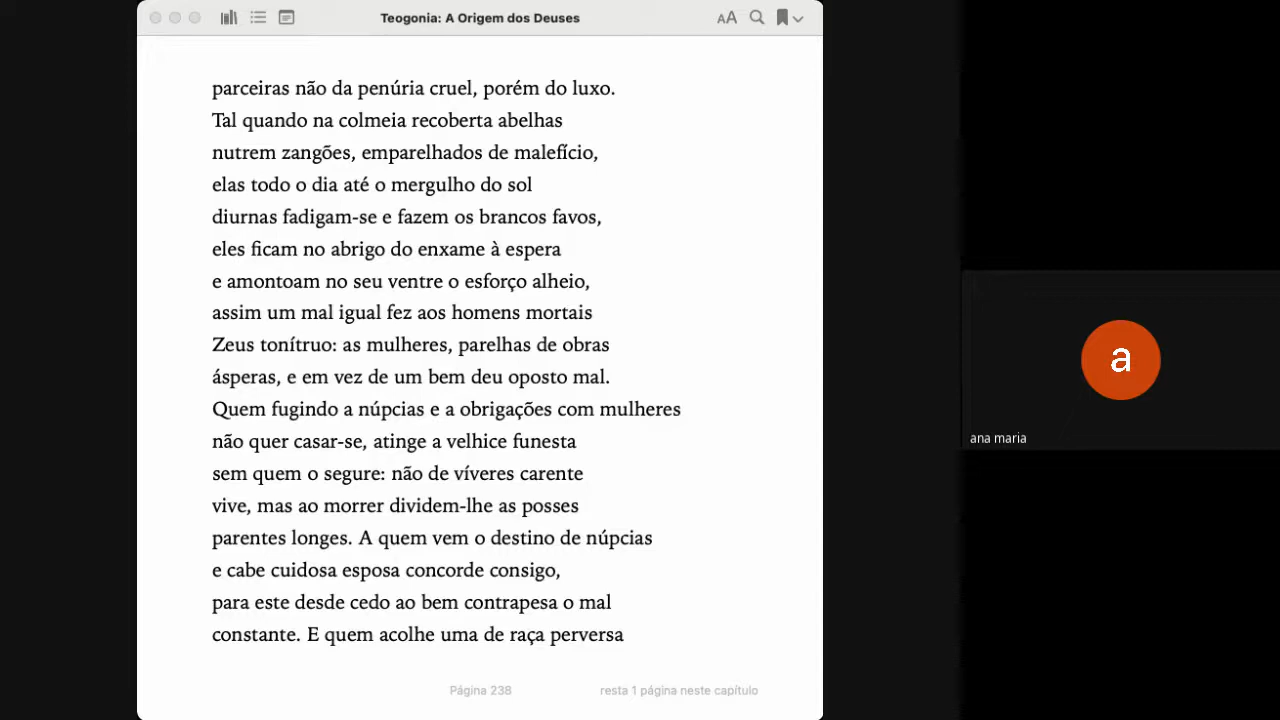 Teogonia: A Origem dos Deuses
AA
parceiras não da penúria cruel, porém do luxo.
Tal quando na colmeia recoberta abelhas
nutrem zangões, emparelhados de malefício,
elas todo o dia até o mergulho do sol
diurnas fadigam-se e fazem os brancos favos,
eles ficam no abrigo do enxame à espera
e amontoam no seu ventre o esforço alheio,
assim um mal igual fez aos homens mortais
Zeus tonítruo: as mulheres, parelhas de obras
ásperas, e em vez de um bem deu oposto mal.
Quem fugindo a núpcias e a obrigações com mulheres
não quer casar-se, atinge a velhice funesta
sem quem o segure: não de víveres carente
vive, mas ao morrer dividem-lhe as posses
parentes longes. A quem vem o destino de núpcias
e cabe cuidosa esposa concorde consigo,
para este desde cedo ao bem contrapesa o mal
constante. E quem acolhe uma de raça perversa
Página 238
resta 1 página neste capítulo
a
ana maria